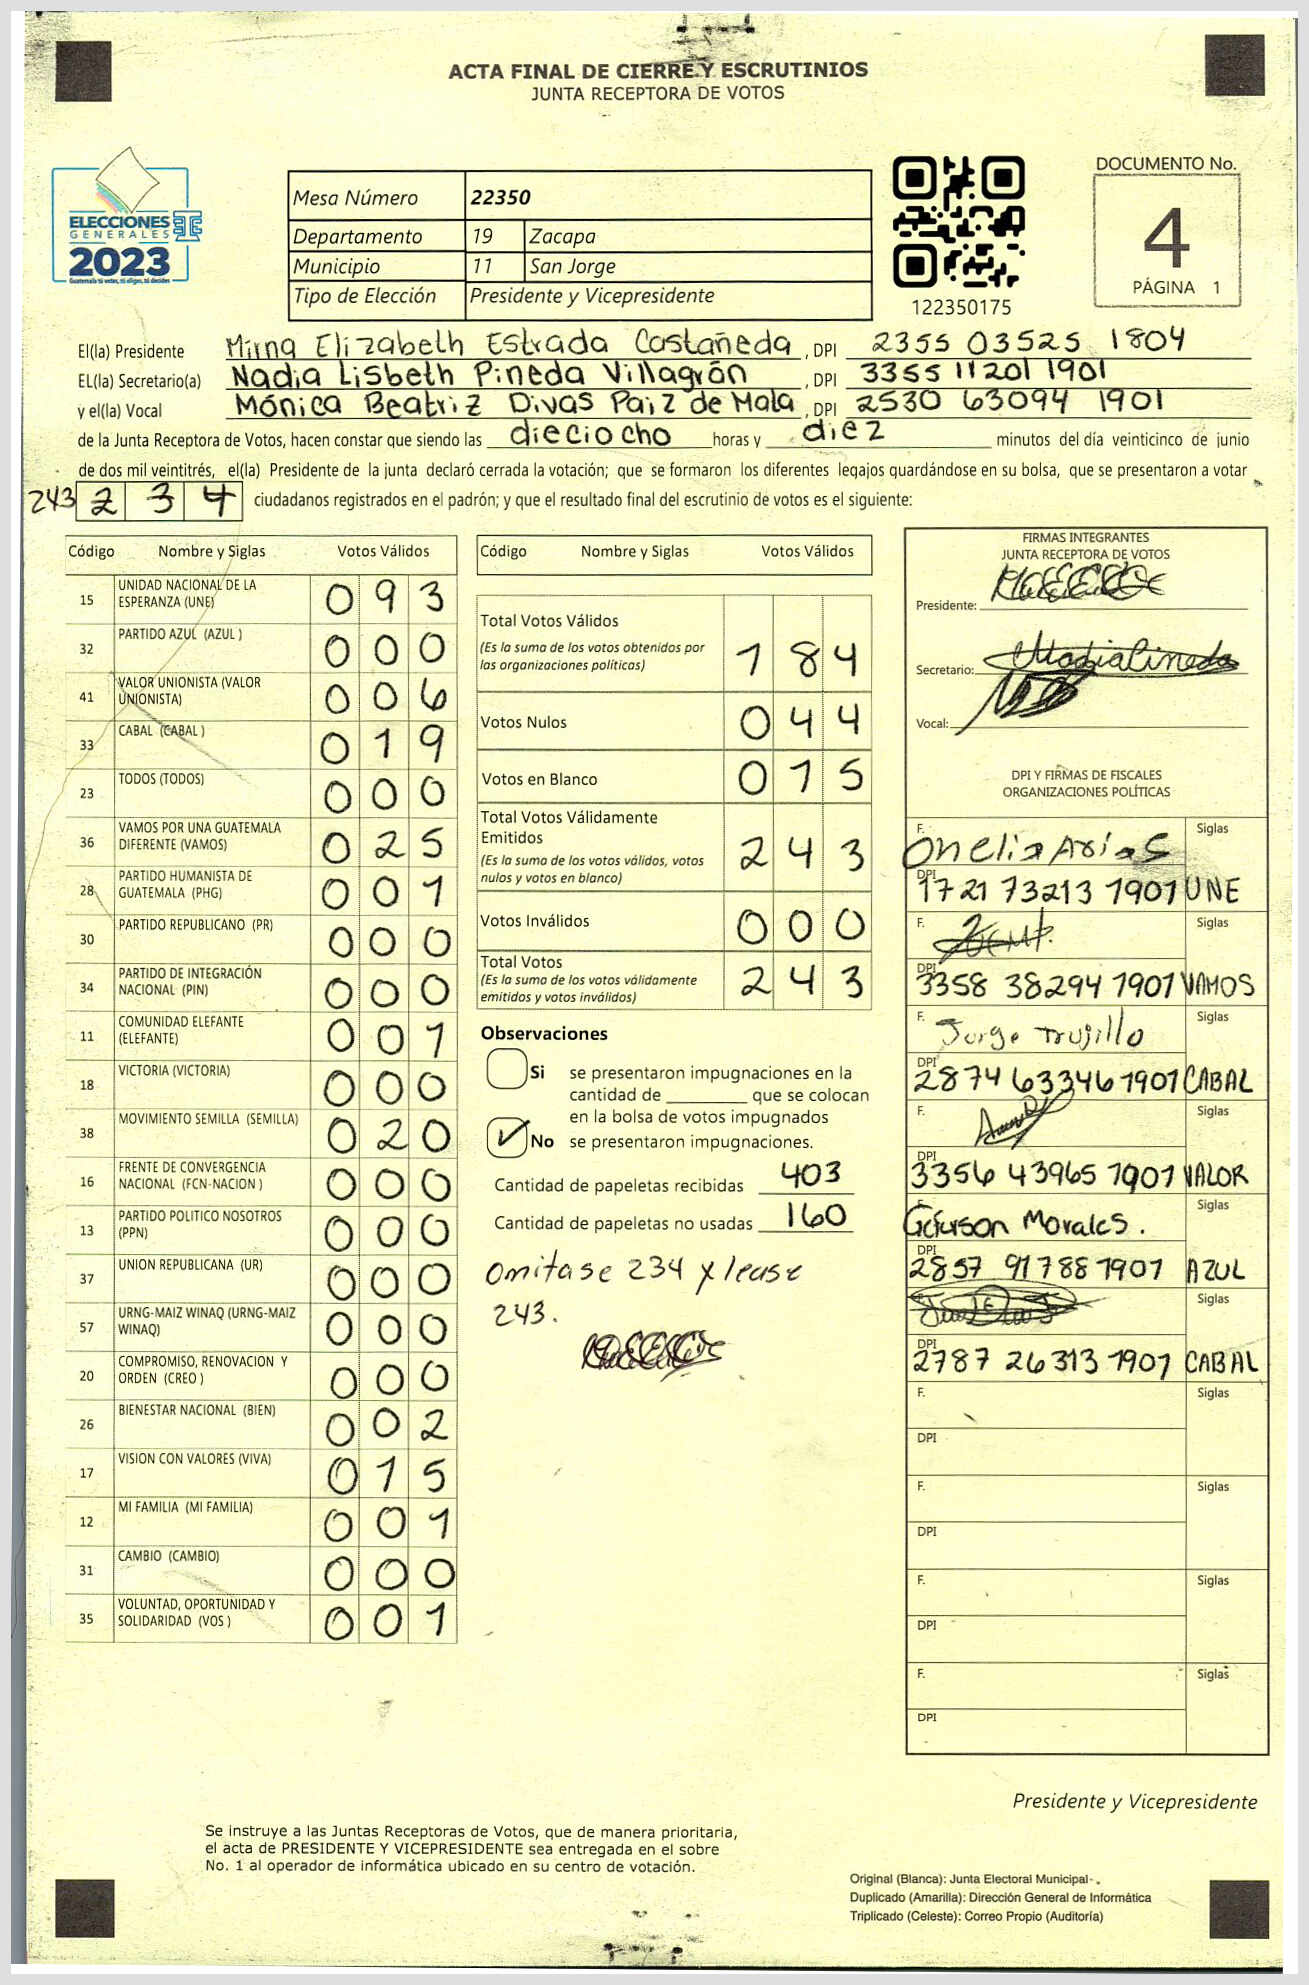 ACTA FINAL DE CIERRE Y ESCRUTINIOS
JUNTA RECEPTORA DE VOTOS
ELECCIONES
GENERALES
2023
Guatemala tú votas, tú eliges, tú decides
Mesa Número 22350
Departamento 19 Zacapa
Municipio 11 San Jorge
Tipo de Elección Presidente y Vicepresidente
122350175
DOCUMENTO No.
4
PÁGINA 1
El(la) Presidente Mirna Elizabeth Estrada Castañeda, DPI 2355 03525 1804
EL(la) Secretario(a) Nadia Lisbeth Pineda Villagrón, DPI 3355 11201 1901
y el(la) Vocal Mónica Beatriz Divas Paiz de Mata, DPI 2530 63094 1901
de la Junta Receptora de Votos, hacen constar que siendo las dieciocho horas y diez minutos del día veinticinco de junio
de dos mil veintitrés, el(la) Presidente de la junta declaró cerrada la votación; que se formaron los diferentes legajos quardándose en su bolsa, que se presentaron a votar
243 2 3 4 ciudadanos registrados en el padrón; y que el resultado final del escrutinio de votos es el siguiente:
Código Nombre y Siglas Votos Válidos
15 UNIDAD NACIONAL DE LA ESPERANZA (UNE) 0 9 3
32 PARTIDO AZUL (AZUL ) 0 0 0
41 VALOR UNIONISTA (VALOR UNIONISTA) 0 0 6
33 CABAL (CABAL ) 0 1 9
23 TODOS (TODOS) 0 0 0
36 VAMOS POR UNA GUATEMALA DIFERENTE (VAMOS) 0 2 5
28 PARTIDO HUMANISTA DE GUATEMALA (PHG) 0 0 1
30 PARTIDO REPUBLICANO (PR) 0 0 0
34 PARTIDO DE INTEGRACIÓN NACIONAL (PIN) 0 0 0
11 COMUNIDAD ELEFANTE (ELEFANTE) 0 0 1
18 VICTORIA (VICTORIA) 0 0 0
38 MOVIMIENTO SEMILLA (SEMILLA) 0 2 0
16 FRENTE DE CONVERGENCIA NACIONAL (FCN-NACION ) 0 0 0
13 PARTIDO POLITICO NOSOTROS (PPN) 0 0 0
37 UNION REPUBLICANA (UR) 0 0 0
57 URNG-MAIZ WINAQ (URNG-MAIZ WINAQ) 0 0 0
20 COMPROMISO, RENOVACION Y ORDEN (CREO ) 0 0 0
26 BIENESTAR NACIONAL (BIEN) 0 0 2
17 VISION CON VALORES (VIVA) 0 1 5
12 MI FAMILIA (MI FAMILIA) 0 0 1
31 CAMBIO (CAMBIO) 0 0 0
35 VOLUNTAD, OPORTUNIDAD Y SOLIDARIDAD (VOS ) 0 0 1
Código Nombre y Siglas Votos Válidos
Total Votos Válidos
(Es la suma de los votos obtenidos por las organizaciones políticas) 1 8 4
Votos Nulos 0 4 4
Votos en Blanco 0 1 5
Total Votos Válidamente Emitidos
(Es la suma de los votos válidos, votos nulos y votos en blanco) 2 4 3
Votos Inválidos 0 0 0
Total Votos
(Es la suma de los votos válidamente emitidos y votos inválidos) 2 4 3
Observaciones
Si se presentaron impugnaciones en la
cantidad de ________ que se colocan
en la bolsa de votos impugnados
✓ No se presentaron impugnaciones.
Cantidad de papeletas recibidas 403
Cantidad de papeletas no usadas 160
Omitase 234 y lease
243.
FIRMAS INTEGRANTES
JUNTA RECEPTORA DE VOTOS
Presidente:
Secretario: Nadia Pineda
Vocal:
DPI Y FIRMAS DE FISCALES
ORGANIZACIONES POLÍTICAS
F. Onelia Arias Siglas
DPI 1721 73213 1901 UNE
F. Siglas
DPI 3358 38294 1901 VAMOS
F. Jorge Trujillo Siglas
DPI 2874 63346 1901 CABAL
F. Siglas
DPI 3356 43965 1901 VALOR
F. Geferson Morales. Siglas
DPI 2857 91788 1901 AZUL
F. Siglas
DPI 2787 26313 1901 CABAL
F. Siglas
DPI
F. Siglas
DPI
F. Siglas
DPI
F. Siglas
DPI
Presidente y Vicepresidente
Se instruye a las Juntas Receptoras de Votos, que de manera prioritaria,
el acta de PRESIDENTE Y VICEPRESIDENTE sea entregada en el sobre
No. 1 al operador de informática ubicado en su centro de votación.
Original (Blanca): Junta Electoral Municipal
Duplicado (Amarilla): Dirección General de Informática
Triplicado (Celeste): Correo Propio (Auditoría)